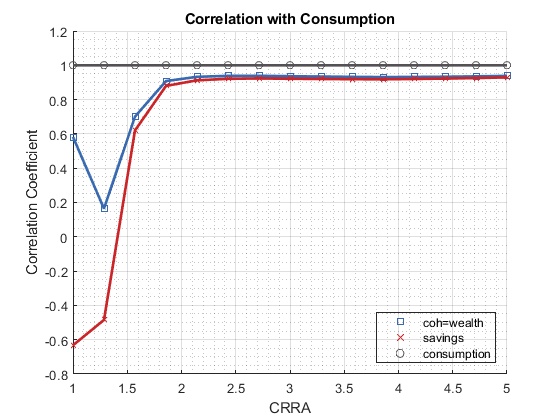 Correlation with Consumption
1.2
1
0.8
0.6
0.4
0.2
0
-0.2
-0.4
-0.6
-0.8
Correlation Coefficient
1 1.5 2 2.5 3 3.5 4 4.5 5
CRRA
coh=wealth
savings
consumption